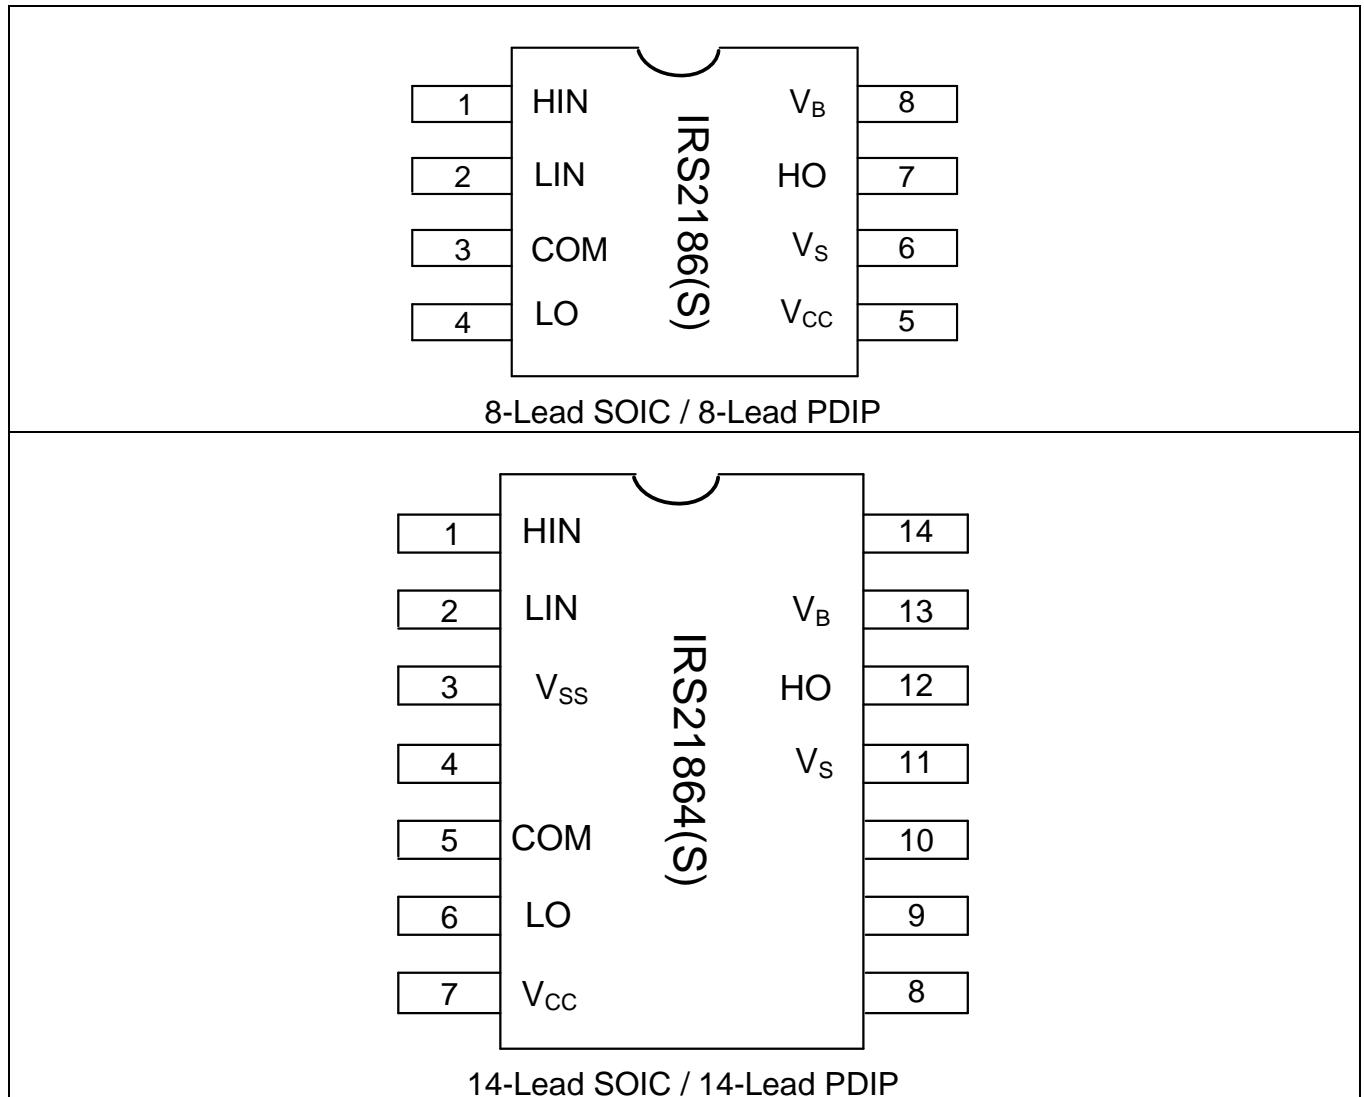 1 HIN V_B 8
2 LIN HO 7
3 COM V_S 6
4 LO V_CC 5
IRS2186(S)
8-Lead SOIC / 8-Lead PDIP
1 HIN 14
2 LIN V_B 13
3 V_SS HO 12
4 V_S 11
5 COM 10
6 LO 9
7 V_CC 8
IRS21864(S)
14-Lead SOIC / 14-Lead PDIP